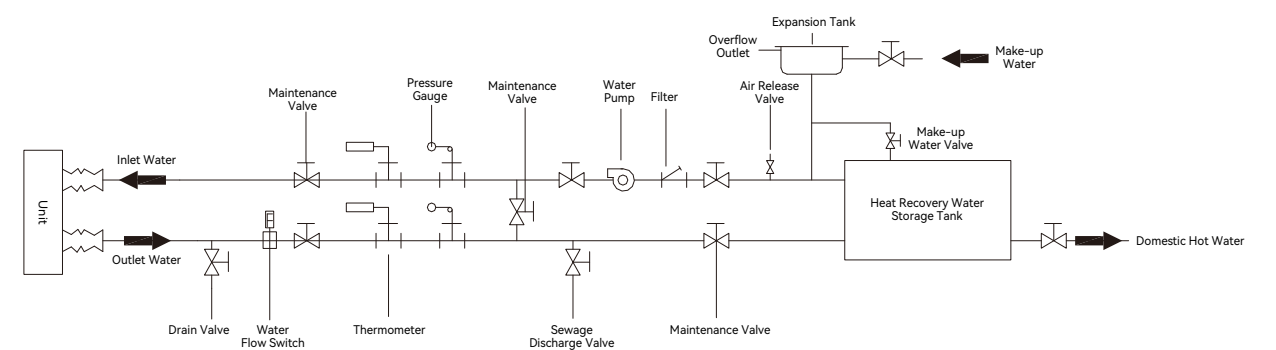 Expansion Tank
Overflow
Outlet
Make-up
Water
Maintenance
Valve
Pressure
Gauge
Maintenance
Valve
Water
Pump
Filter
Air Release
Valve
Make-up
Water Valve
Inlet Water
Unit
Heat Recovery Water
Storage Tank
Outlet Water
Domestic Hot Water
Drain Valve
Water
Flow Switch
Thermometer
Sewage
Discharge Valve
Maintenance Valve